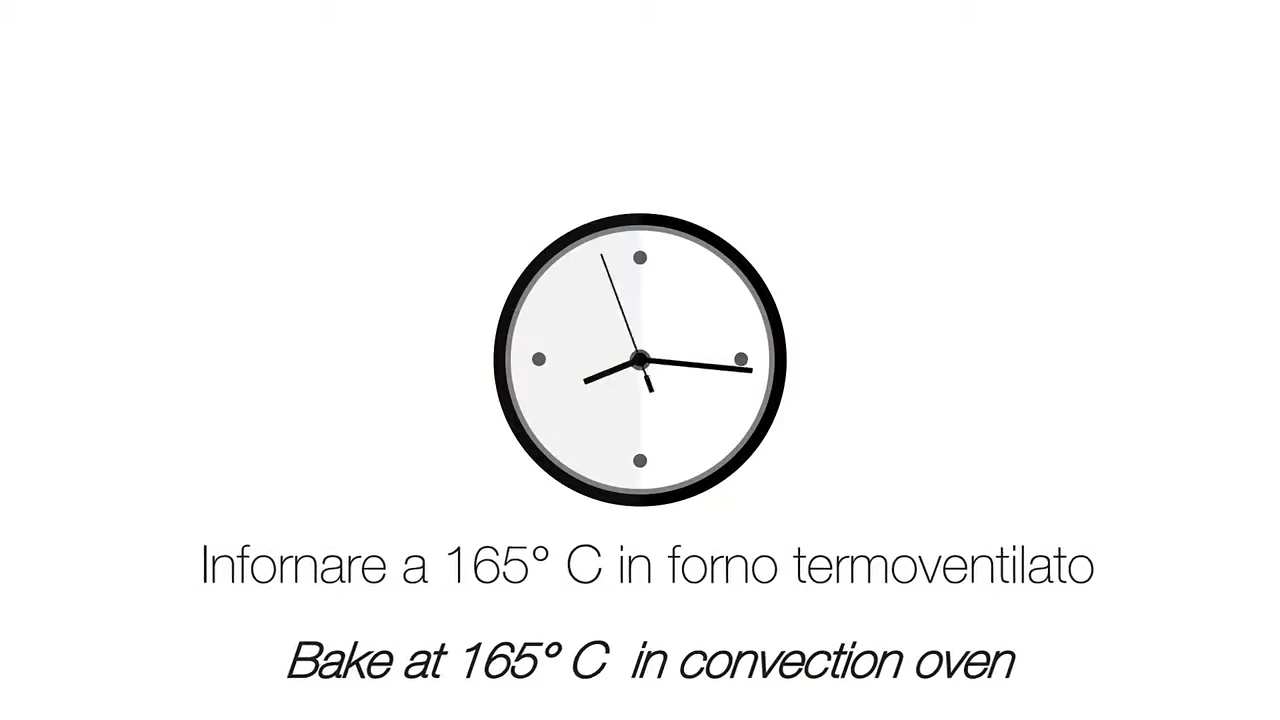 Infornare a 165° C in forno termoventilato
Bake at 165° C in convection oven